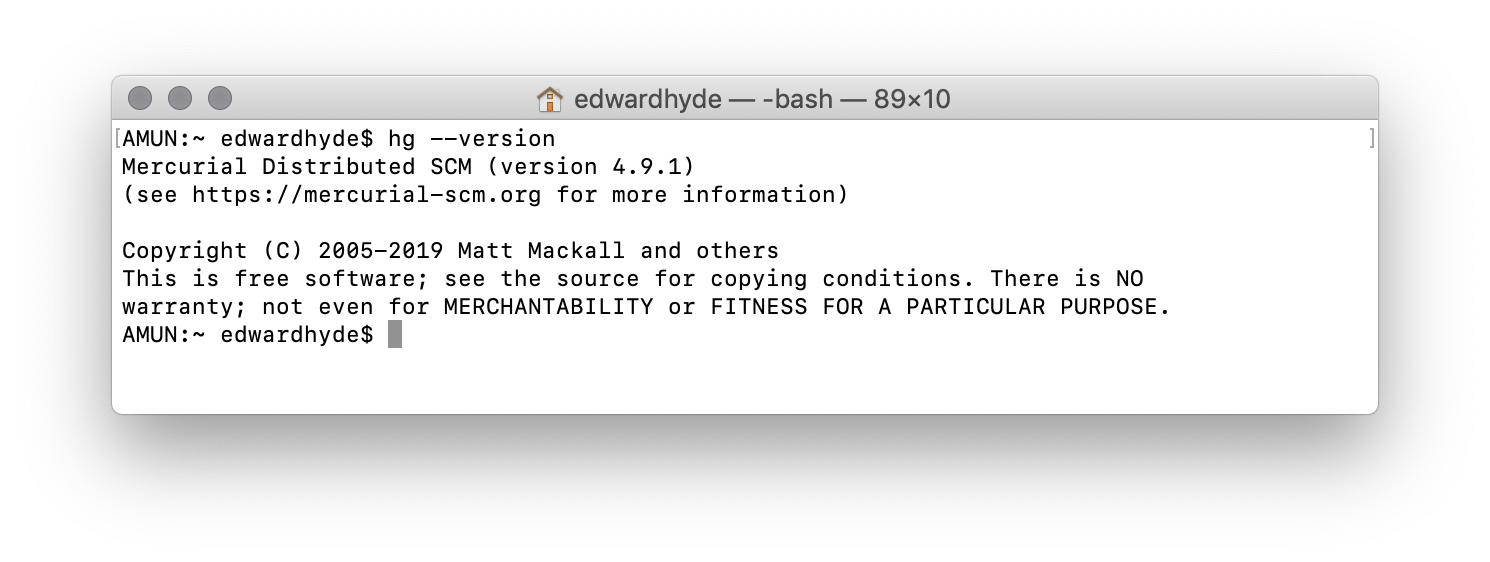 edwardhyde — -bash — 89×10
[AMUN:~ edwardhyde$ hg --version ]
Mercurial Distributed SCM (version 4.9.1)
(see https://mercurial-scm.org for more information)

Copyright (C) 2005-2019 Matt Mackall and others
This is free software; see the source for copying conditions. There is NO
warranty; not even for MERCHANTABILITY or FITNESS FOR A PARTICULAR PURPOSE.
AMUN:~ edwardhyde$